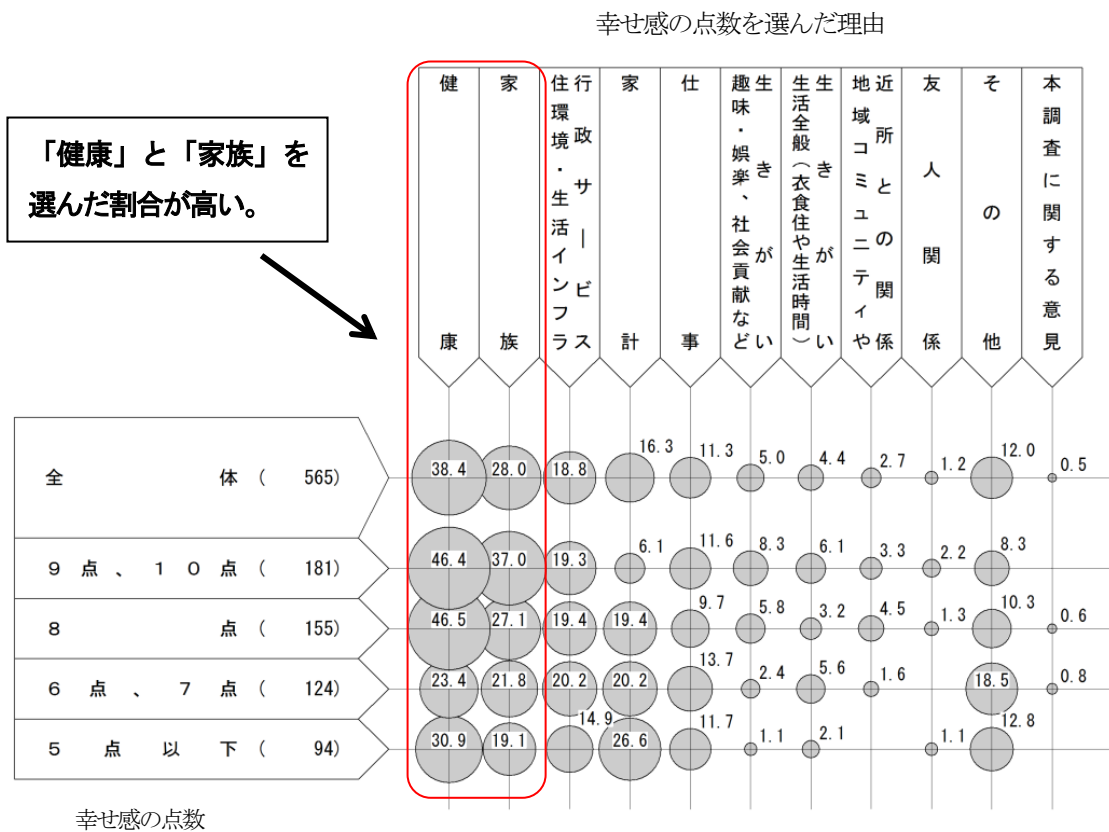 幸せ感の点数を選んだ理由
「健康」と「家族」を
選んだ割合が高い。
健康
家族
行政サービス
住環境・生活インフラ
家計
仕事
生きがい
趣味・娯楽、社会貢献など
生きがい
生活全般(衣食住や生活時間)
近所との関係
地域コミュニティや
友人関係
その他
本調査に関する意見
全体( 565)
38.4 28.0 18.8 16.3 11.3 5.0 4.4 2.7 1.2 12.0 0.5
9点、10点( 181)
46.4 37.0 19.3 6.1 11.6 8.3 6.1 3.3 2.2 8.3
8点( 155)
46.5 27.1 19.4 19.4 9.7 5.8 3.2 4.5 1.3 10.3 0.6
6点、7点( 124)
23.4 21.8 20.2 20.2 13.7 2.4 5.6 1.6 18.5 0.8
5点以下( 94)
30.9 19.1 14.9 26.6 11.7 1.1 2.1 1.1 12.8
幸せ感の点数